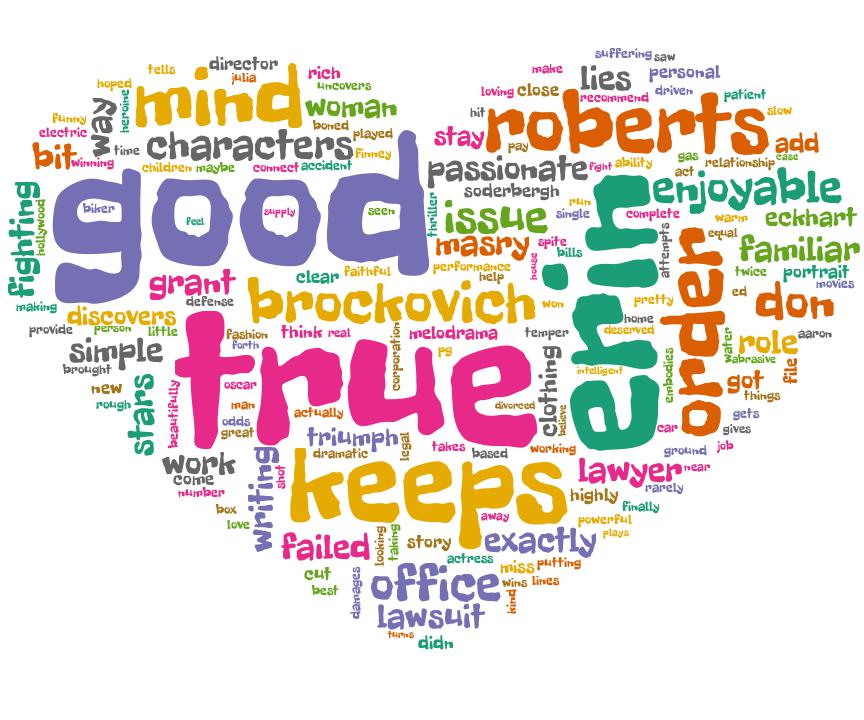 suffering
saw
director
tells
make
lies
personal
julia
rich
hoped
uncovers
loving
close
recommend
driven
patient
mind
woman
heroine
way
hit
roberts
slow
funny
boned
electric
played
stay
pay
add
time
characters
bit
winning
finney
children
maybe
connect
accident
passionate
fight
ability
gas
relationship
case
act
soderbergh
enjoyable
fighting
hollywood
good
biker
feel
supply
seen
thriller
issue
run
single
complete
warm
eckhart
masry
spite
bills
house
erin
attempts
order
equal
familiar
grant
clear
faithful
performance
help
twice
portrait
movies
defense
brockovich
won
pretty
ed
don
making
discovers
provide
person
little
fashion
forth
think
real
corporation
melodrama
temper
home
deserved
water
role
aaron
simple
brought
true
pg
abrasive
intelligent
embodies
new
rough
stars
beautifully
oscar
man
odds
great
actually
divorced
clothing
believe
got
things
file
car
gets
gives
triumph
legal
dramatic
takes
based
working
ground
job
work
come
number
writing
shot
keeps
lawyer
near
rarely
highly
box
love
away
finally
powerful
plays
failed
looking
taking
story
exactly
actress
miss
putting
cut
best
damages
office
wins
lines
kind
lawsuit
turns
didn